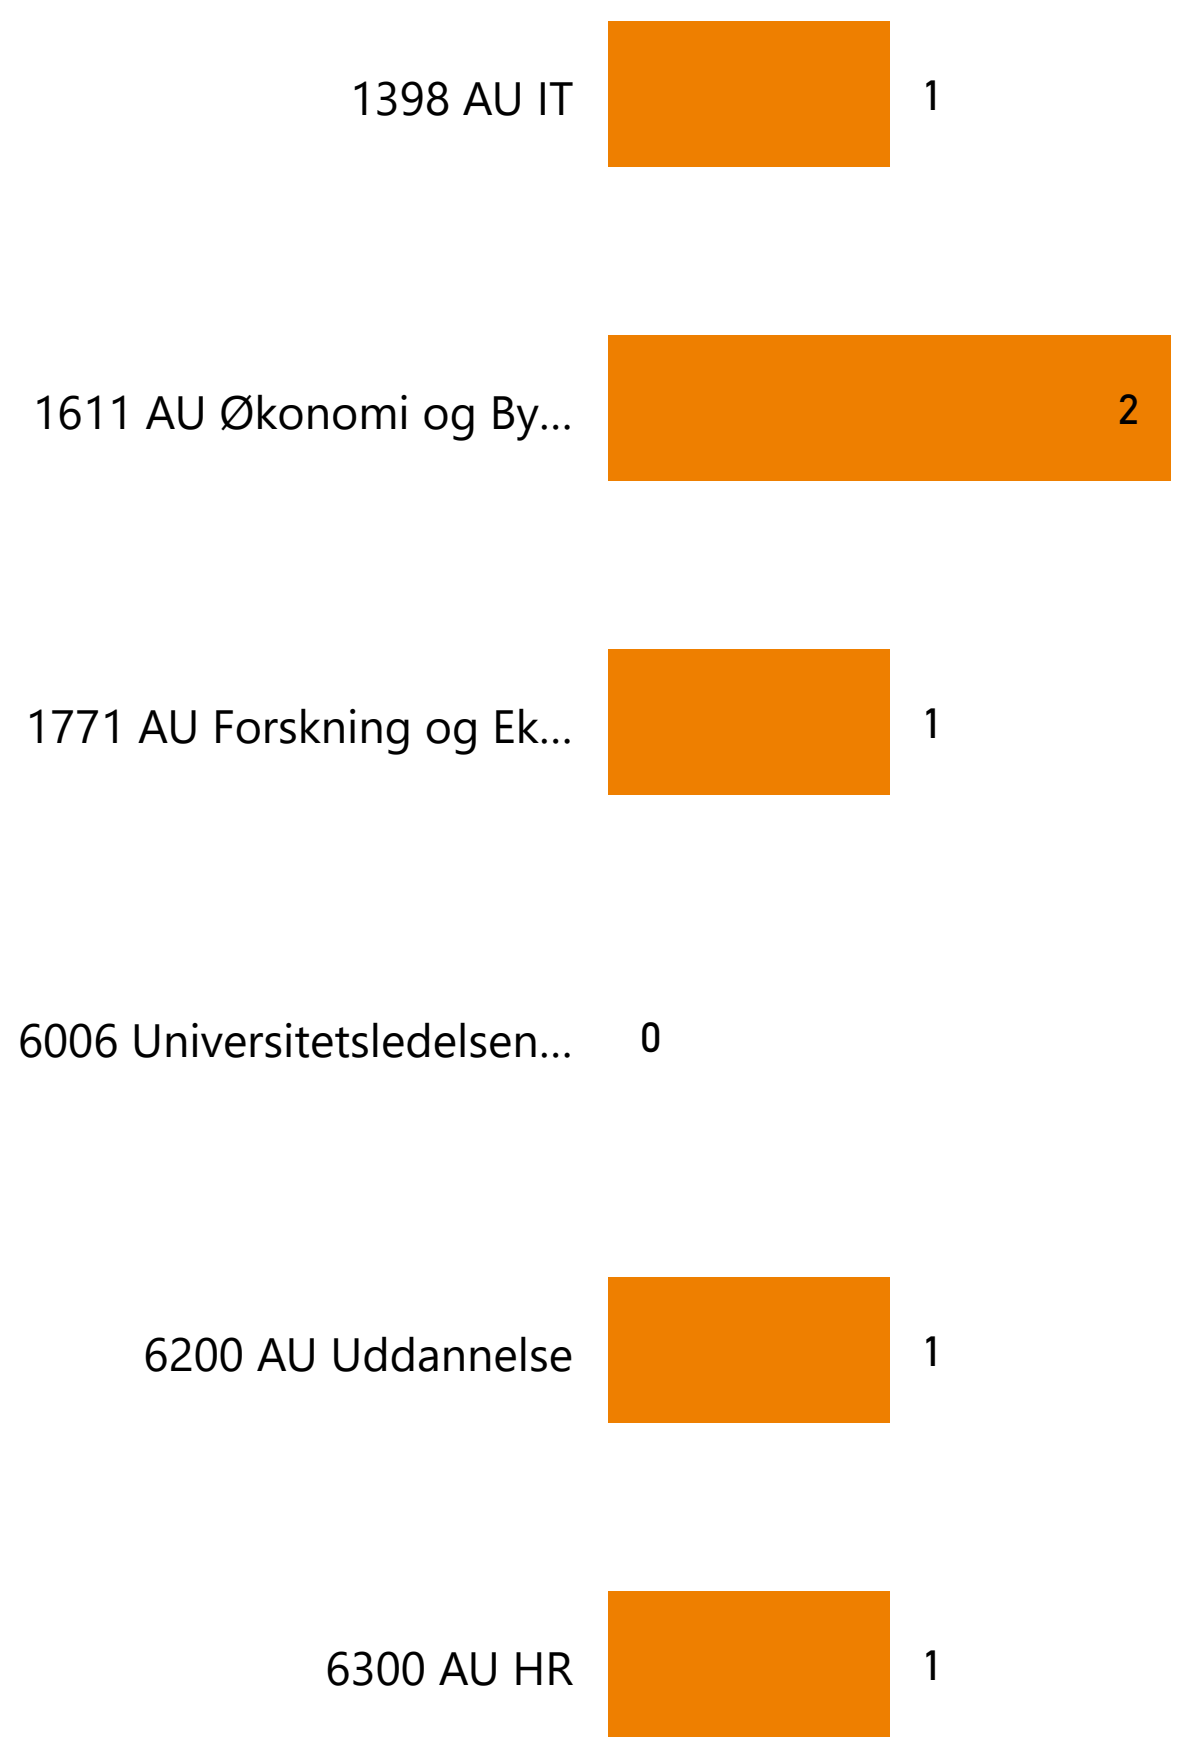 1398 AU IT 1
1611 AU Økonomi og By... 2
1771 AU Forskning og Ek... 1
6006 Universitetsledelsen... 0
6200 AU Uddannelse 1
6300 AU HR 1